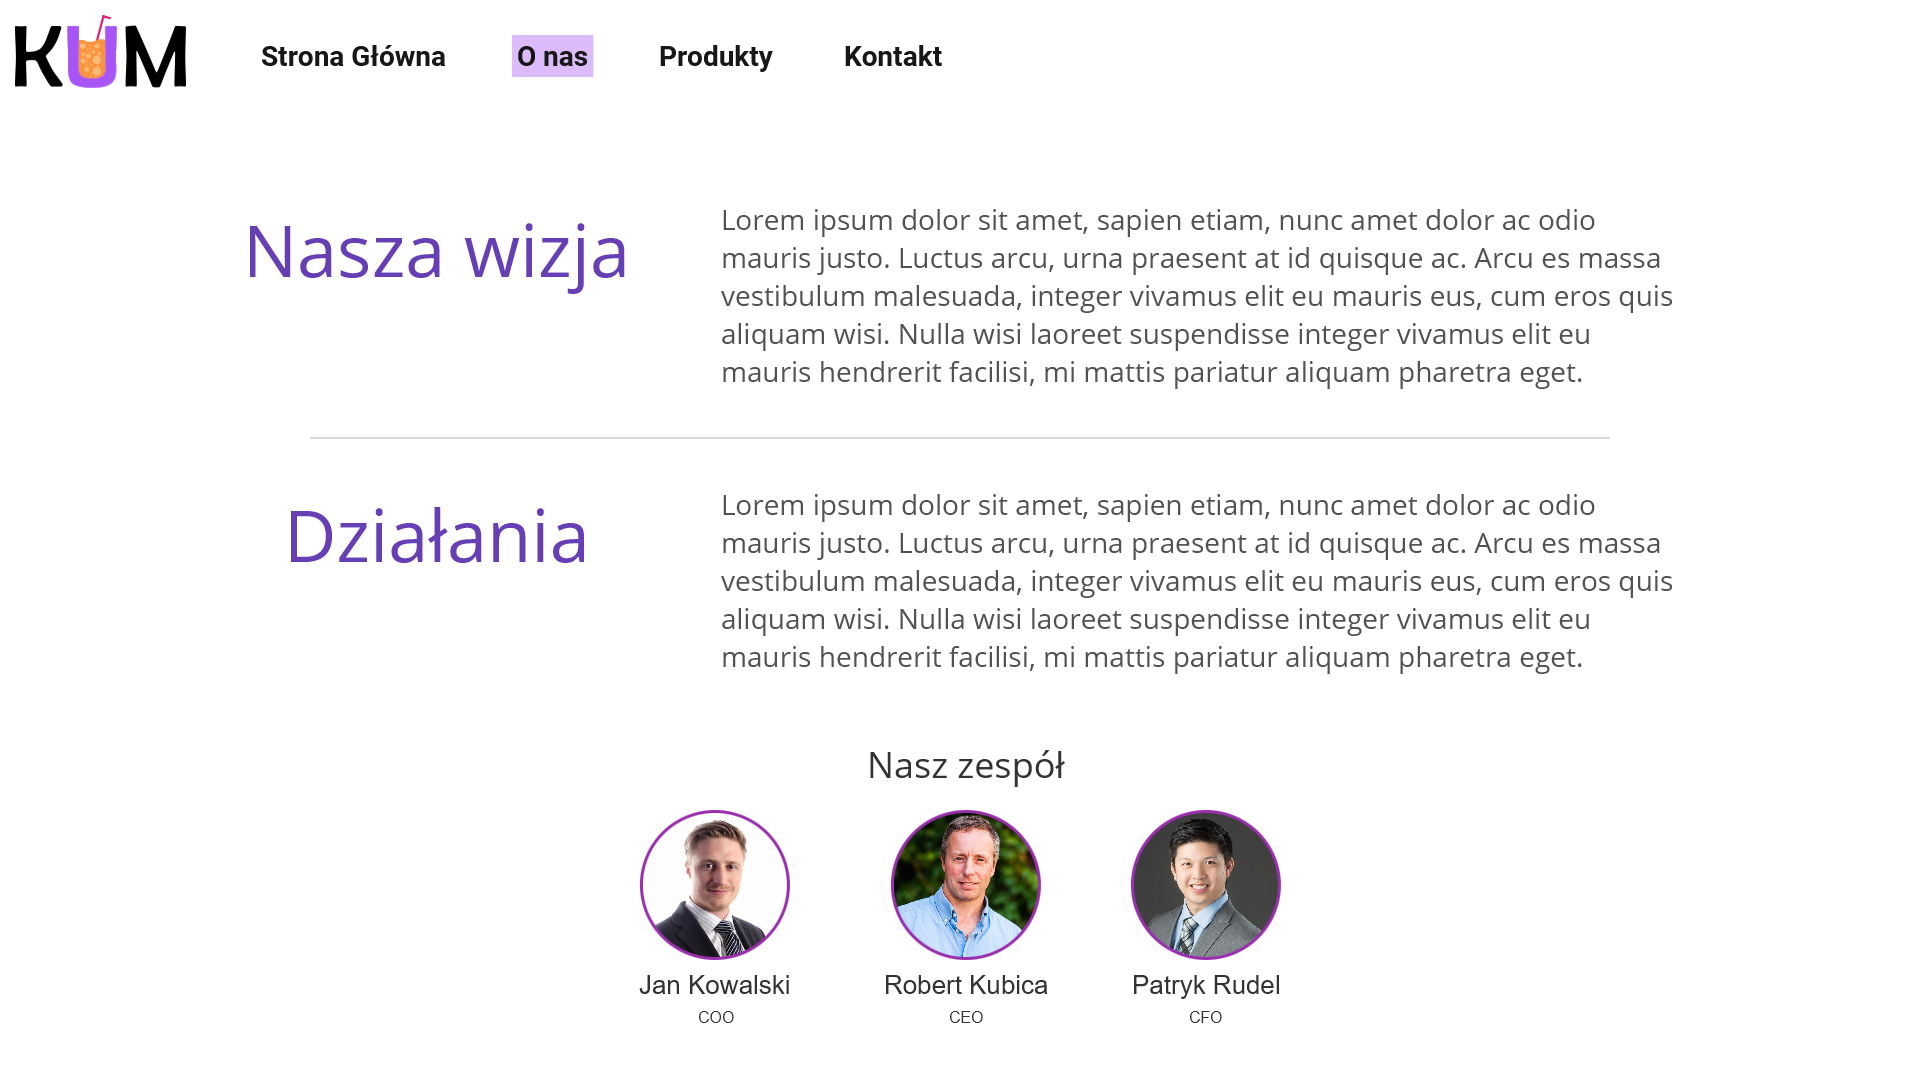 KUM
Strona Główna
O nas
Produkty
Kontakt
Nasza wizja
Lorem ipsum dolor sit amet, sapien etiam, nunc amet dolor ac odio
mauris justo. Luctus arcu, urna praesent at id quisque ac. Arcu es massa
vestibulum malesuada, integer vivamus elit eu mauris eus, cum eros quis
aliquam wisi. Nulla wisi laoreet suspendisse integer vivamus elit eu
mauris hendrerit facilisi, mi mattis pariatur aliquam pharetra eget.
Działania
Lorem ipsum dolor sit amet, sapien etiam, nunc amet dolor ac odio
mauris justo. Luctus arcu, urna praesent at id quisque ac. Arcu es massa
vestibulum malesuada, integer vivamus elit eu mauris eus, cum eros quis
aliquam wisi. Nulla wisi laoreet suspendisse integer vivamus elit eu
mauris hendrerit facilisi, mi mattis pariatur aliquam pharetra eget.
Nasz zespół
Jan Kowalski
COO
Robert Kubica
CEO
Patryk Rudel
CFO